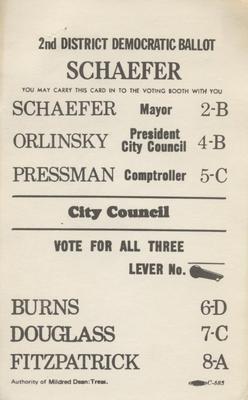 2nd DISTRICT DEMOCRATIC BALLOT
SCHAEFER
YOU MAY CARRY THIS CARD IN TO THE VOTING BOOTH WITH YOU
SCHAEFER Mayor 2-B
ORLINSKY President City Council 4-B
PRESSMAN Comptroller 5-C
City Council
VOTE FOR ALL THREE
LEVER No.
BURNS 6-D
DOUGLASS 7-C
FITZPATRICK 8-A
Authority of Mildred Dean: Treas. C-685